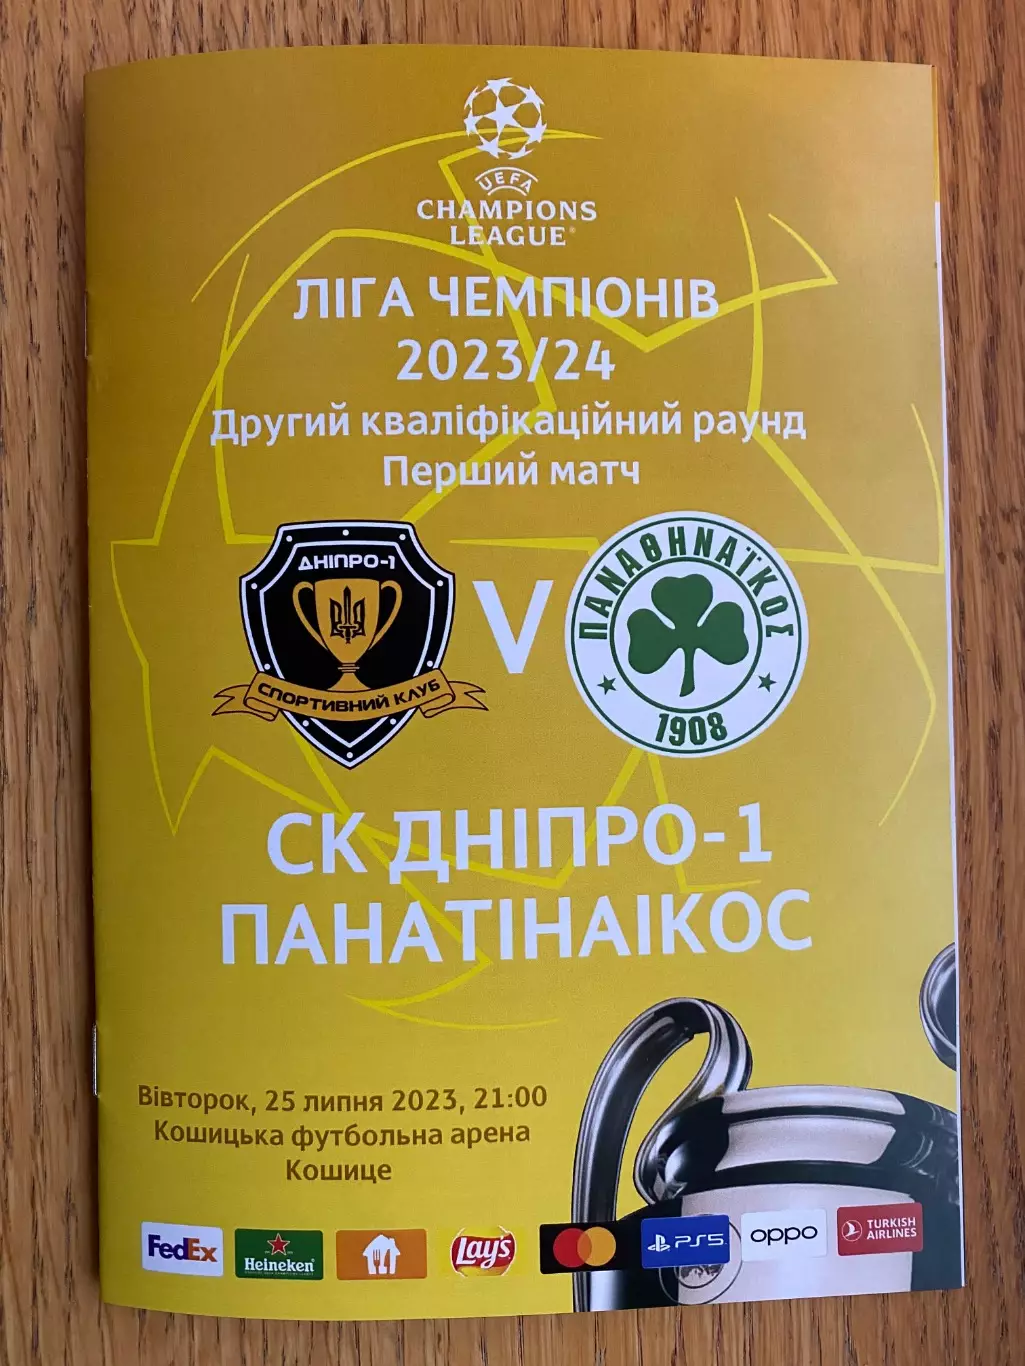 UEFA
CHAMPIONS
LEAGUE®
ЛІГА ЧЕМПІОНІВ
2023/24
Другий кваліфікаційний раунд
Перший матч
ДНІПРО-1
СПОРТИВНИЙ КЛУБ
V
ΠΑΝΑΘΗΝΑΪΚΟΣ
1908
СК ДНІПРО-1
ПАНАТІНАІКОС
Вівторок, 25 липня 2023, 21:00
Кошицька футбольна арена
Кошице
FedEx
Heineken
Lay's
mastercard
PS5
oppo
TURKISH
AIRLINES